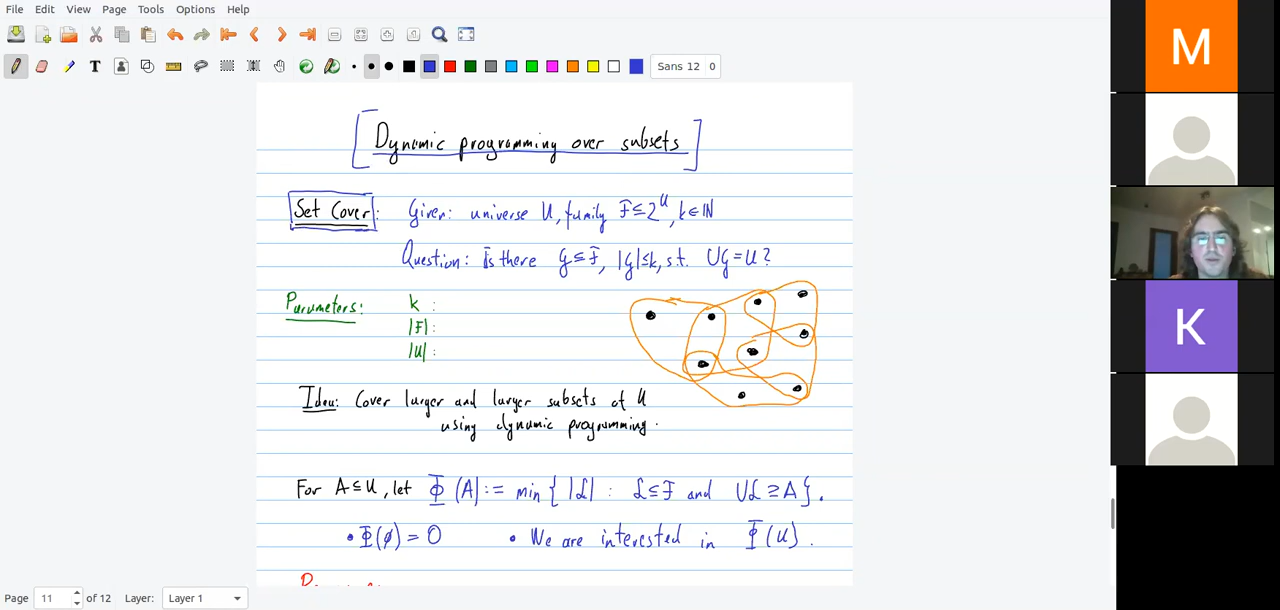 File Edit View Page Tools Options Help
Sans 12 0
Dynamic programming over subsets
Set Cover: Given: universe U, family F⊆2^U, k∈ℕ
Question: Is there G⊆F, |G|≤k, s.t. ∪G=U?
Parameters: k :
|F| :
|U| :
Idea: Cover larger and larger subsets of U
using dynamic programming.
For A⊆U, let Φ(A) := min{ |L| : L⊆F and ∪L⊇A }.
• Φ(∅) = 0 • We are interested in Φ(U).
Page 11 of 12 Layer: Layer 1
M
K